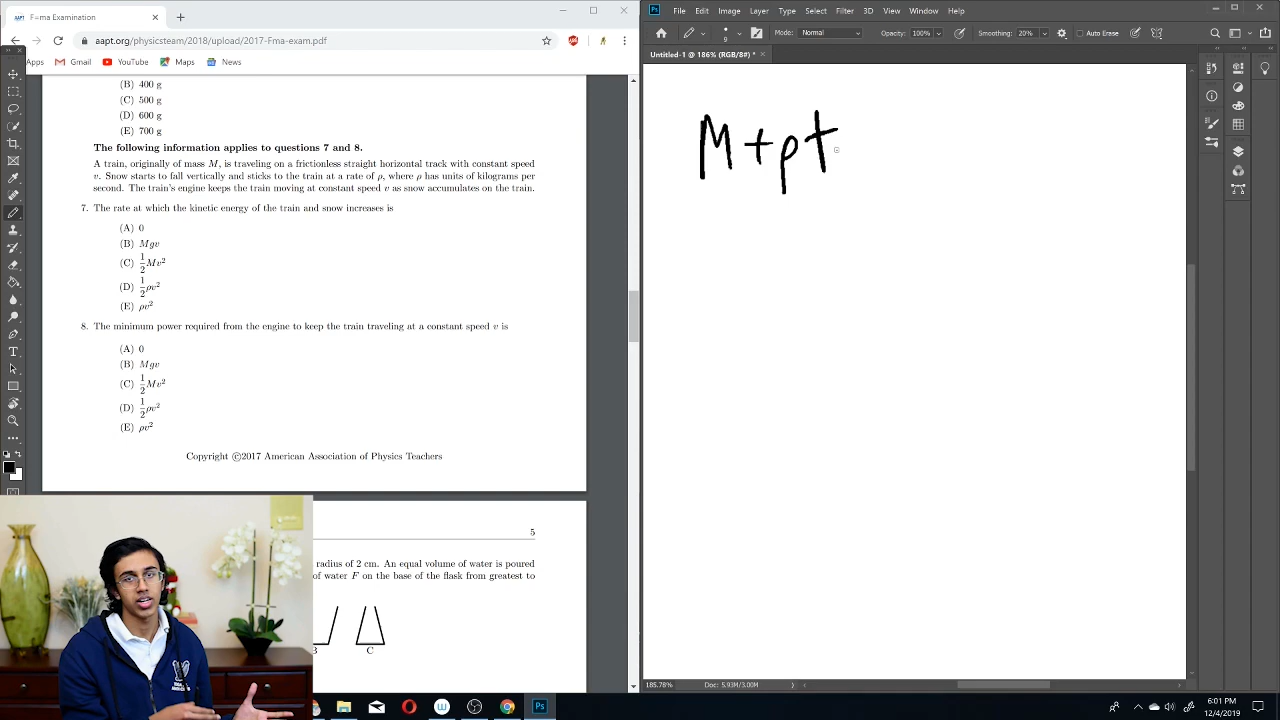 F=ma Examination
aapt.org/physicsteam/2018/upload/2017-Fma-exam.pdf
Apps Gmail YouTube Maps News
(B) 400 g
(C) 500 g
(D) 600 g
(E) 700 g
The following information applies to questions 7 and 8.
A train, originally of mass M, is traveling on a frictionless straight horizontal track with constant speed
v. Snow starts to fall vertically and sticks to the train at a rate of ρ, where ρ has units of kilograms per
second. The train's engine keeps the train moving at constant speed v as snow accumulates on the train.
7. The rate at which the kinetic energy of the train and snow increases is
(A) 0
(B) Mgv
(C) 1/2 Mv²
(D) 1/2 ρv²
(E) ρv²
8. The minimum power required from the engine to keep the train traveling at a constant speed v is
(A) 0
(B) Mgv
(C) 1/2 Mv²
(D) 1/2 ρv²
(E) ρv²
Copyright ©2017 American Association of Physics Teachers
5
radius of 2 cm. An equal volume of water is poured
of water F on the base of the flask from greatest to
B C
Ps File Edit Image Layer Type Select Filter 3D View Window Help
Mode: Normal Opacity: 100% Smoothing: 20% Auto Erase
Untitled-1 @ 186% (RGB/8#) *
M+ρt
185.78% Doc: 5.93M/3.00M
Ps
6:01 PM
12/4/2019